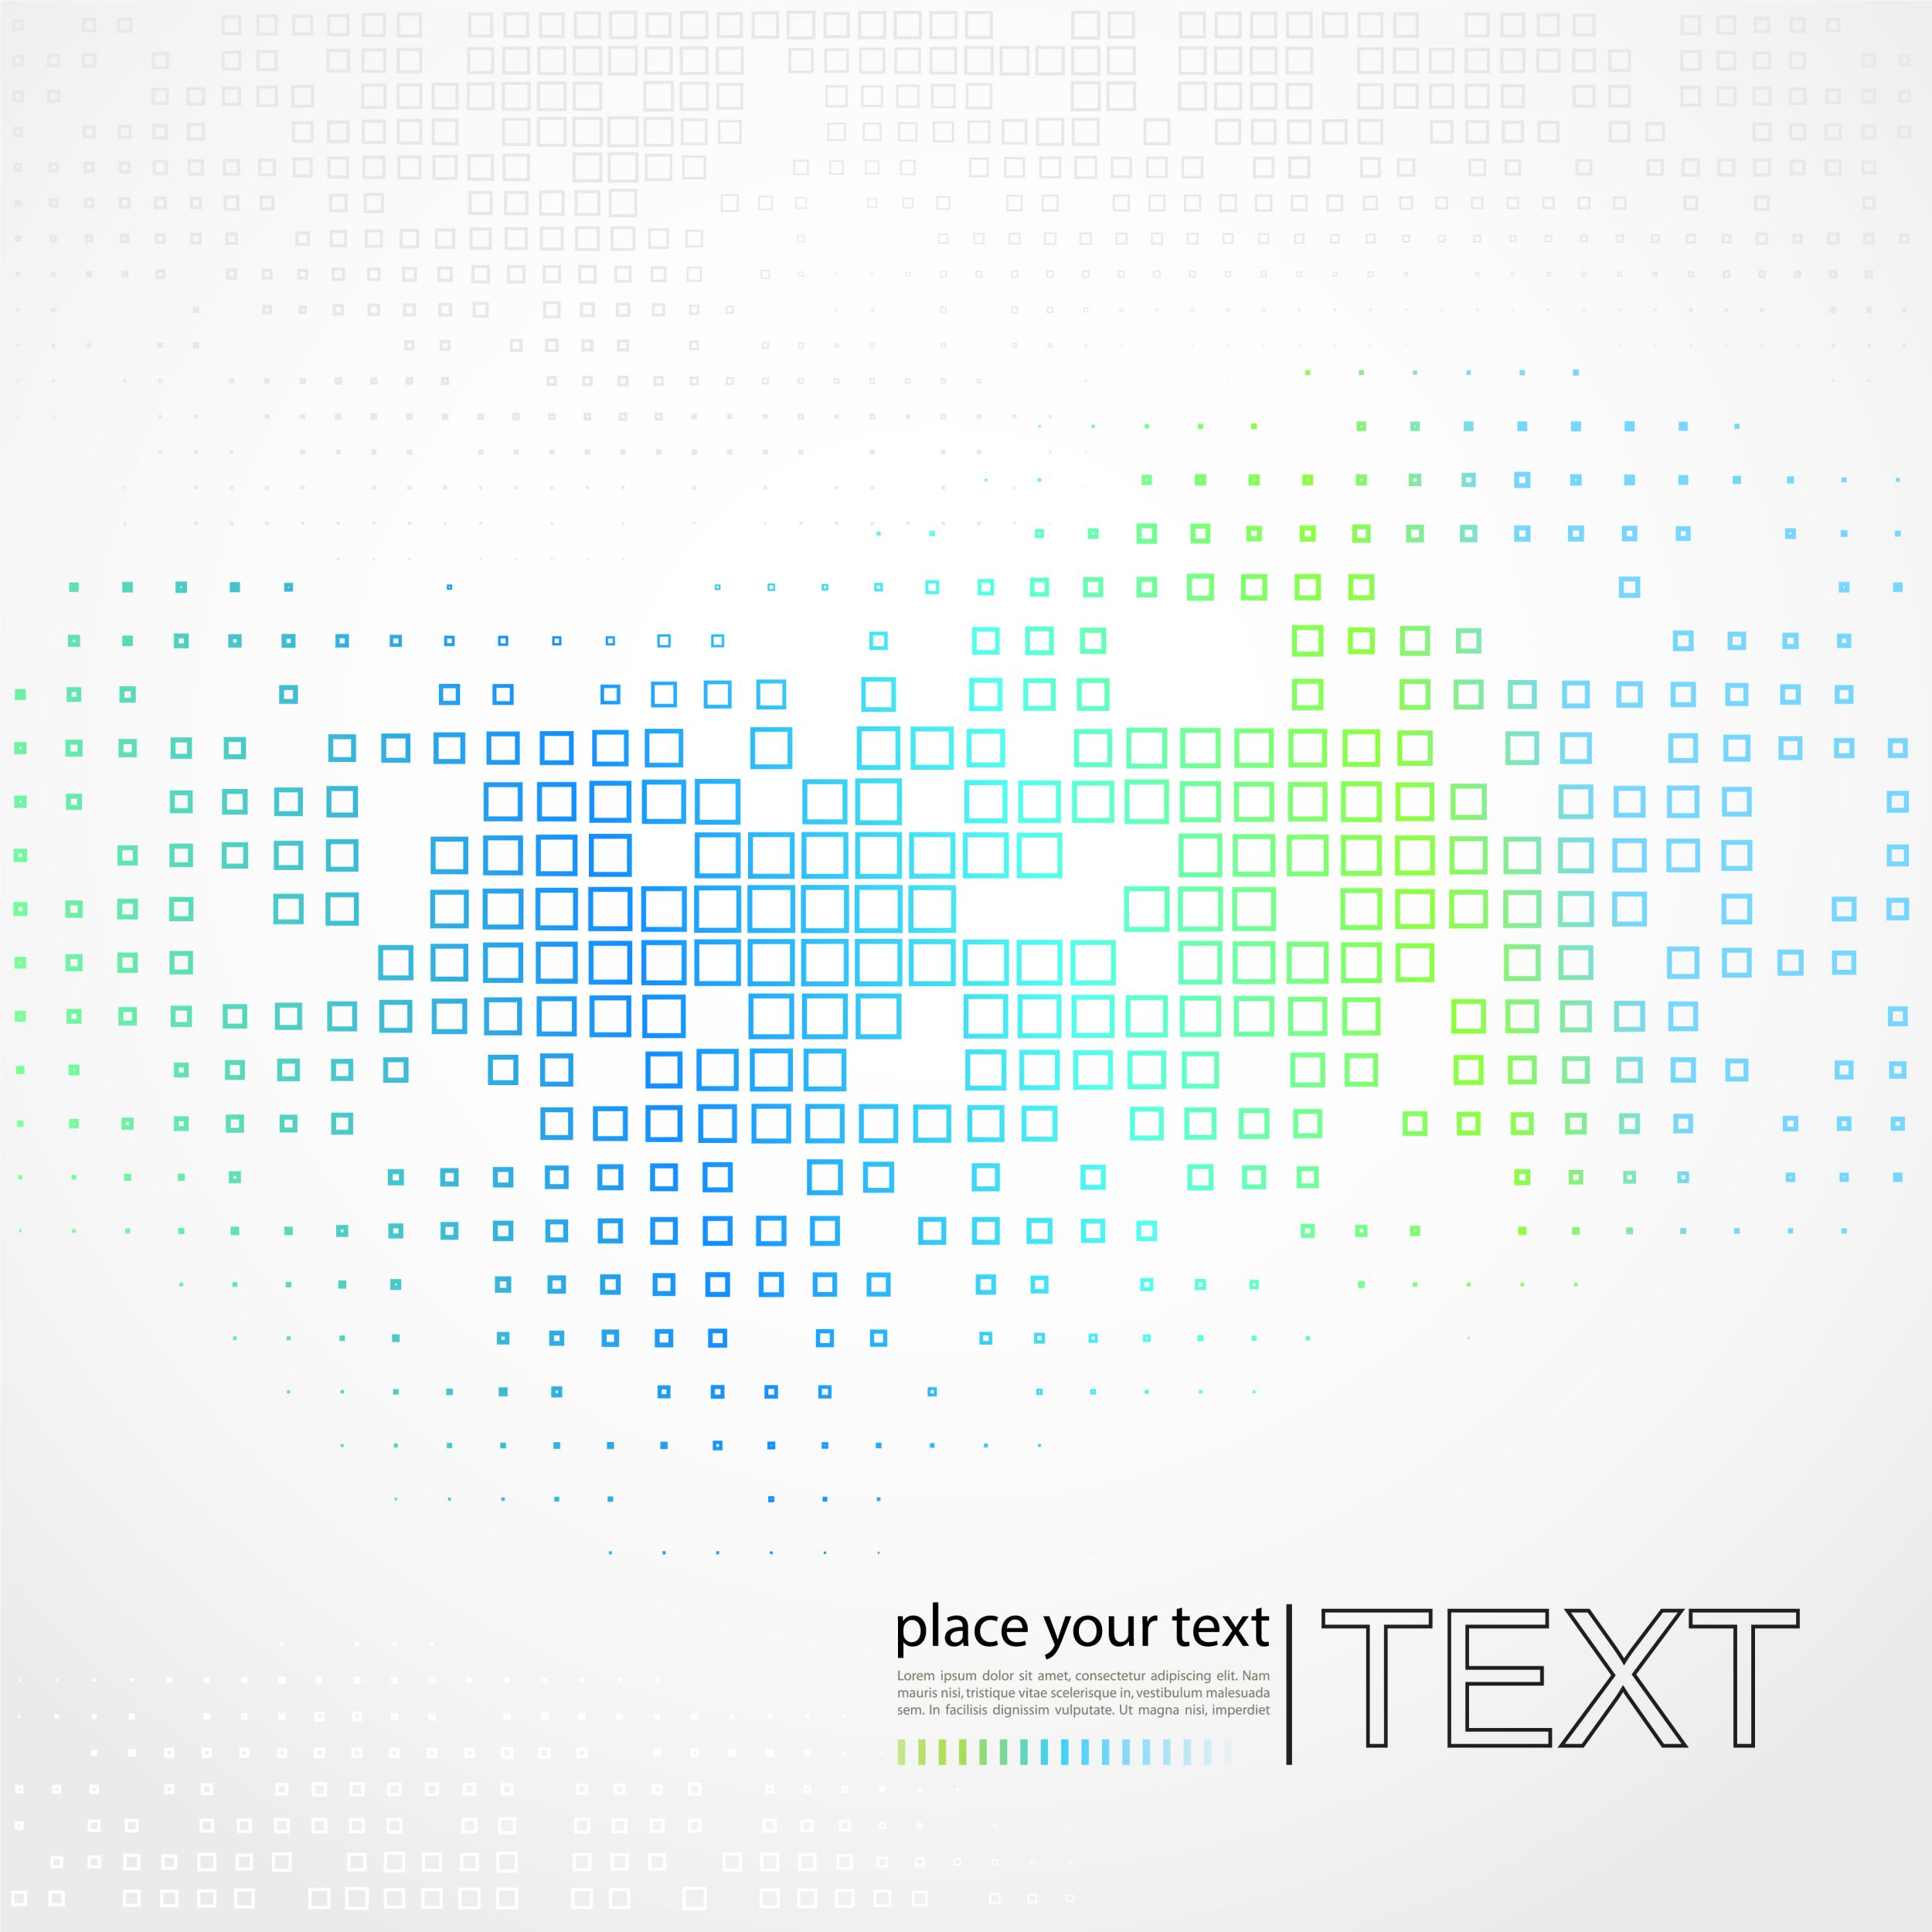 place your text
TEXT
Lorem ipsum dolor sit amet, consectetur adipiscing elit. Nam
mauris nisi, tristique vitae scelerisque in, vestibulum malesuada
sem. In facilisis dignissim vulputate. Ut magna nisi, imperdiet